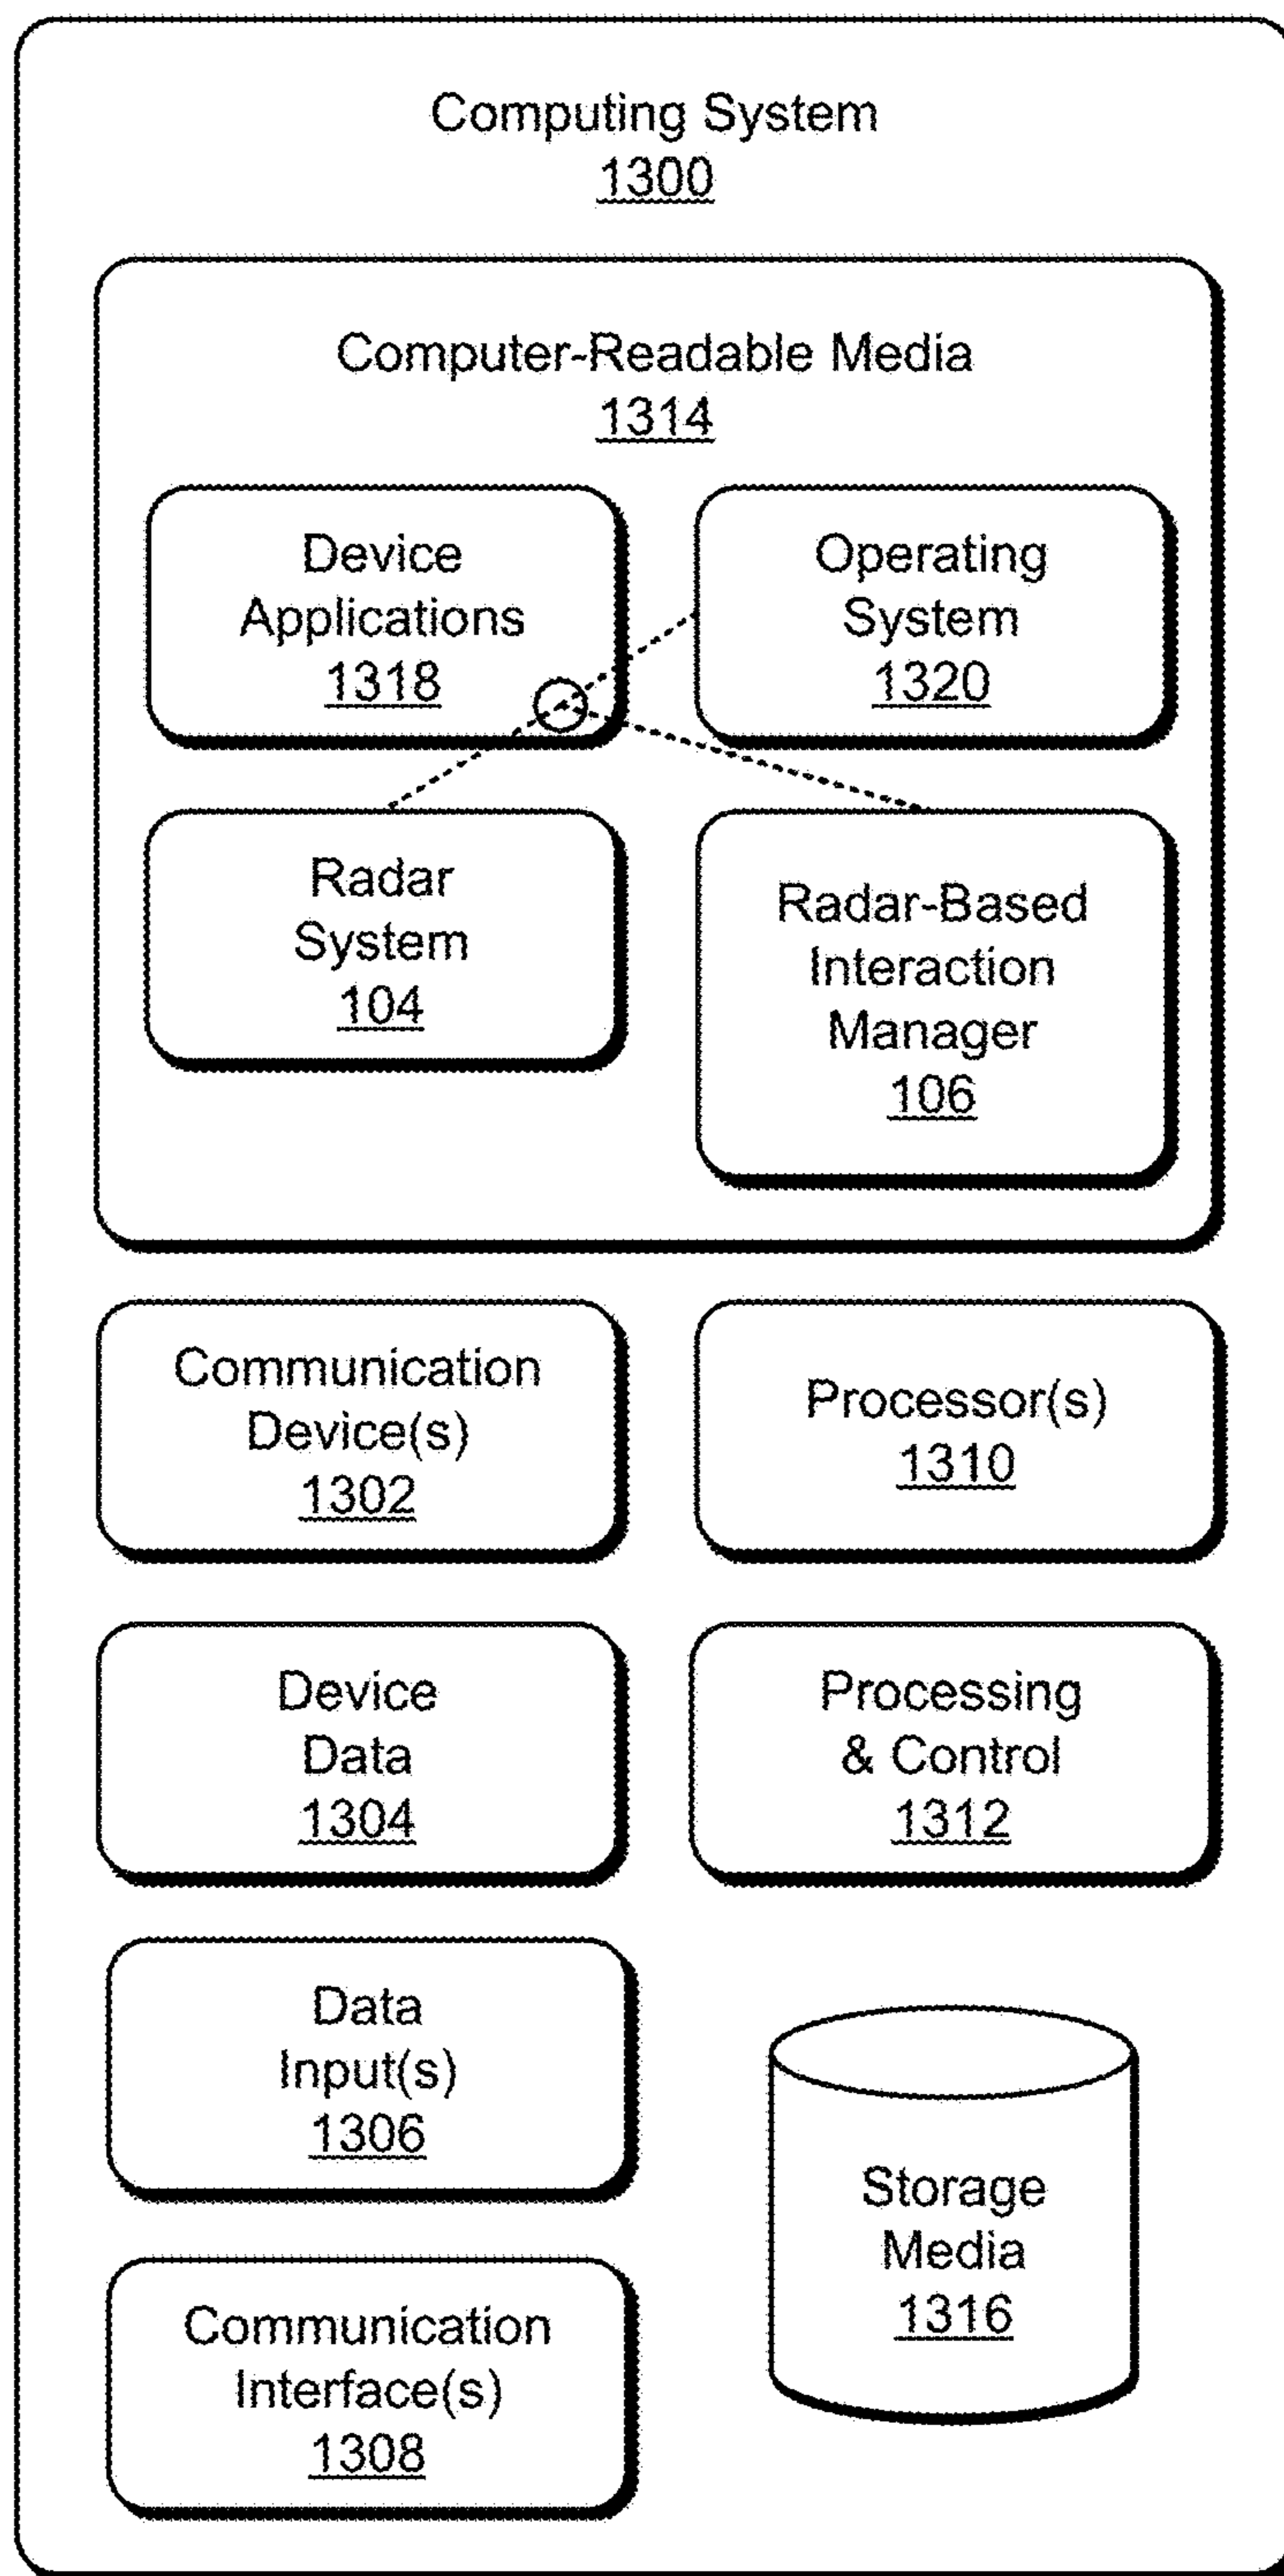 Computing System
1300
Computer-Readable Media
1314
Device
Applications
1318
Operating
System
1320
Radar
System
104
Radar-Based
Interaction
Manager
106
Communication
Device(s)
1302
Processor(s)
1310
Device
Data
1304
Processing
& Control
1312
Data
Input(s)
1306
Storage
Media
1316
Communication
Interface(s)
1308